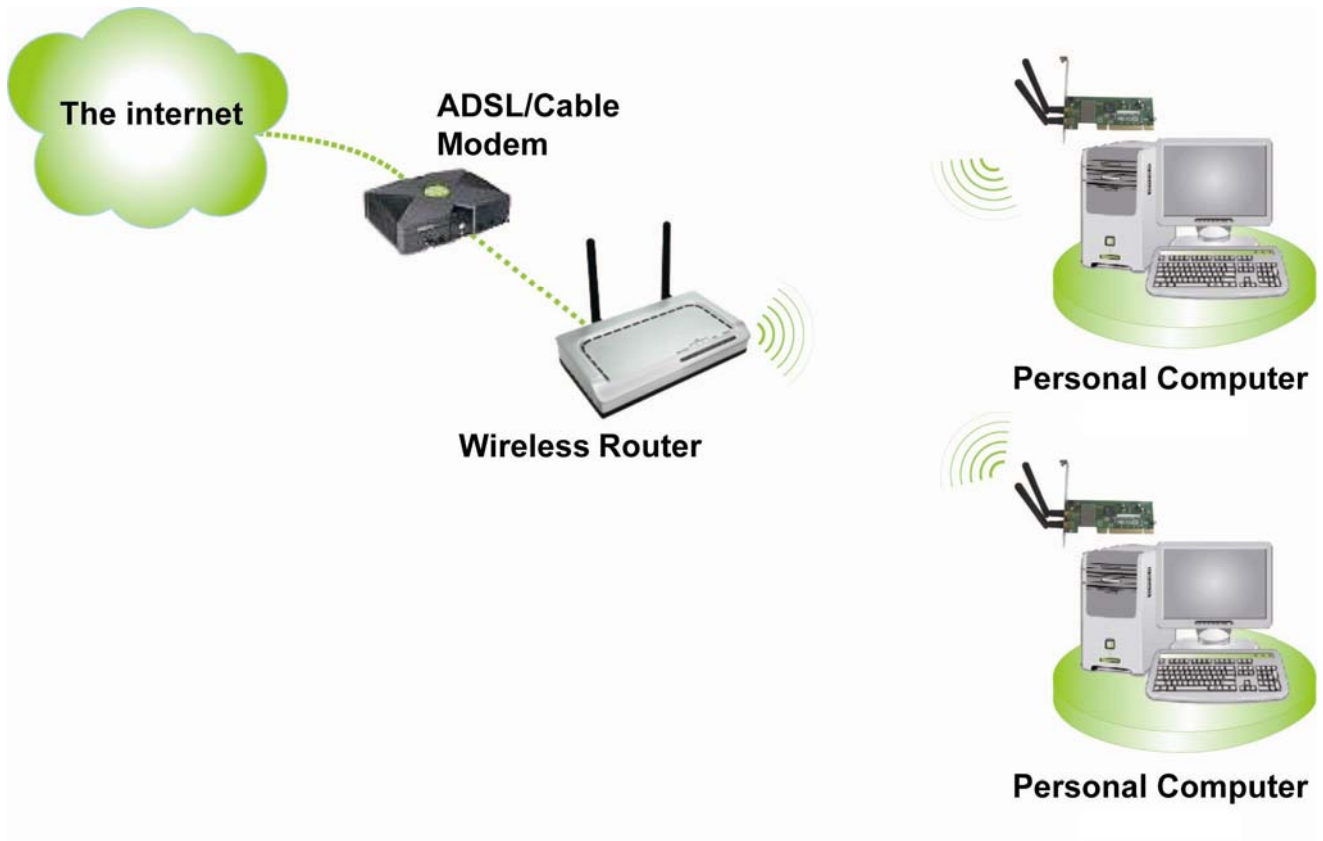 The internet
ADSL/Cable
Modem
Wireless Router
Personal Computer
Personal Computer